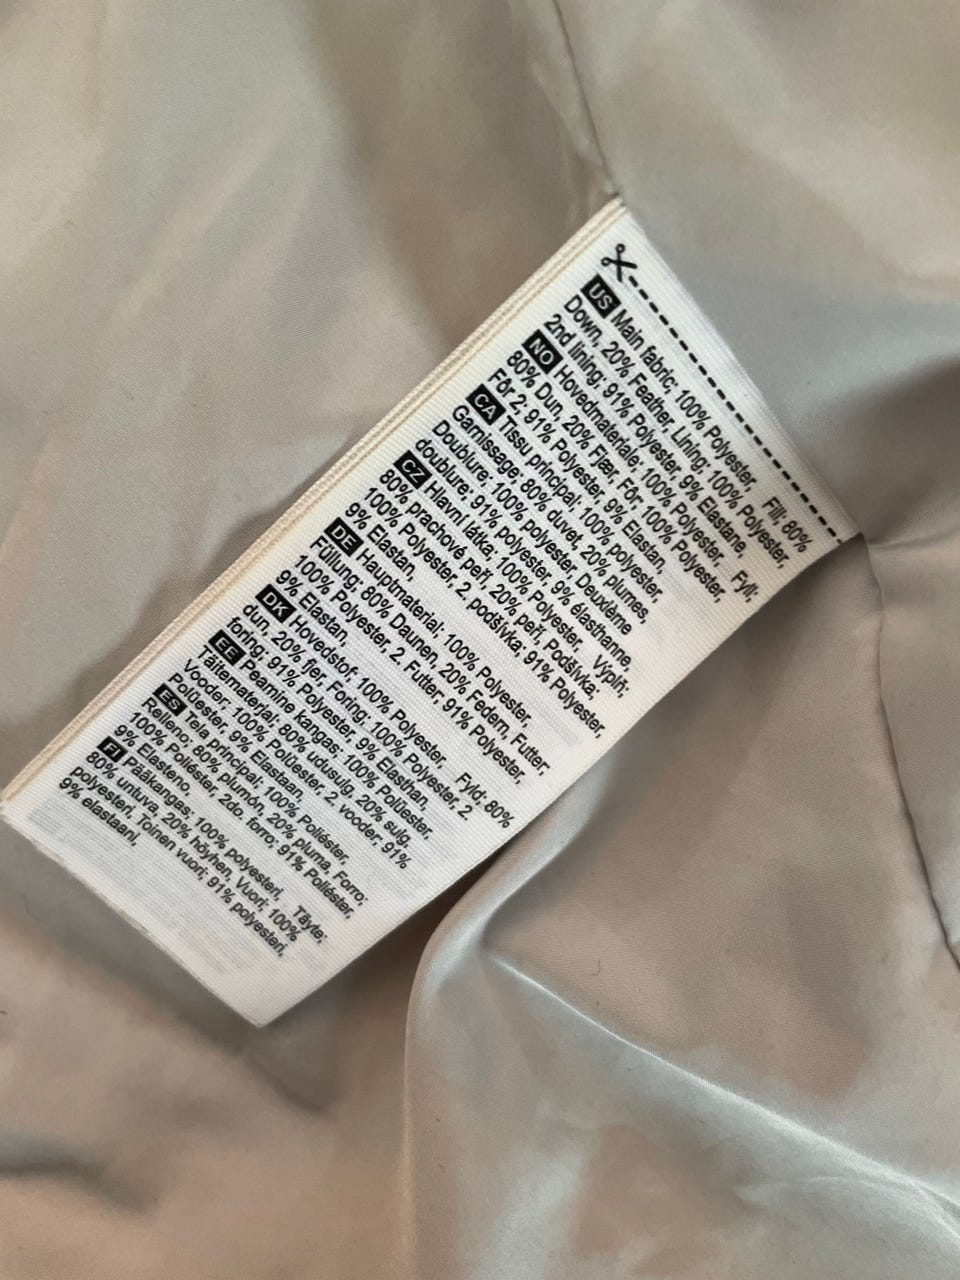 US Main fabric: 100% Polyester, Fill: 80%
Down, 20% Feather, Lining: 100% Polyester,
2nd lining: 91% Polyester, 9% Elastane,
NO Hovedmateriale: 100% Polyester, Fyll:
80% Dun, 20% Fjær, Fôr: 100% Polyester,
Fôr 2: 91% Polyester, 9% Elastan,
CA Tissu principal: 100% polyester,
Garnissage: 80% duvet, 20% plumes,
Doublure: 100% polyester, Deuxième
doublure: 91% polyester, 9% élasthanne,
CZ Hlavní látka: 100% Polyester, Výplň:
80% prachové peří, 20% peří, Podšívka:
100% Polyester, 2. podšívka: 91% Polyester,
9% Elastan,
DE Hauptmaterial: 100% Polyester,
Füllung: 80% Daunen, 20% Federn, Futter:
100% Polyester, 2. Futter: 91% Polyester,
9% Elastan,
DK Hovedstof: 100% Polyester, Fyld: 80%
dun, 20% fjer, Foring: 100% Polyester, 2
foring: 91% Polyester, 9% Elasthan,
EE Peamine kangas: 100% Polüester,
Täitematerjal: 80% udusulg, 20% sulg,
Vooder: 100% Polüester, 2. vooder: 91%
Polüester, 9% Elastaan,
ES Tela principal: 100% Poliéster,
Relleno: 80% plumón, 20% pluma, Forro:
100% Poliéster, 2do. forro: 91% Poliéster,
9% Elasteno,
FI Pääkangas: 100% polyesteri, Täyte:
80% untuva, 20% höyhen, Vuori: 100%
polyesteri, Toinen vuori: 91% polyesteri,
9% elastaani,